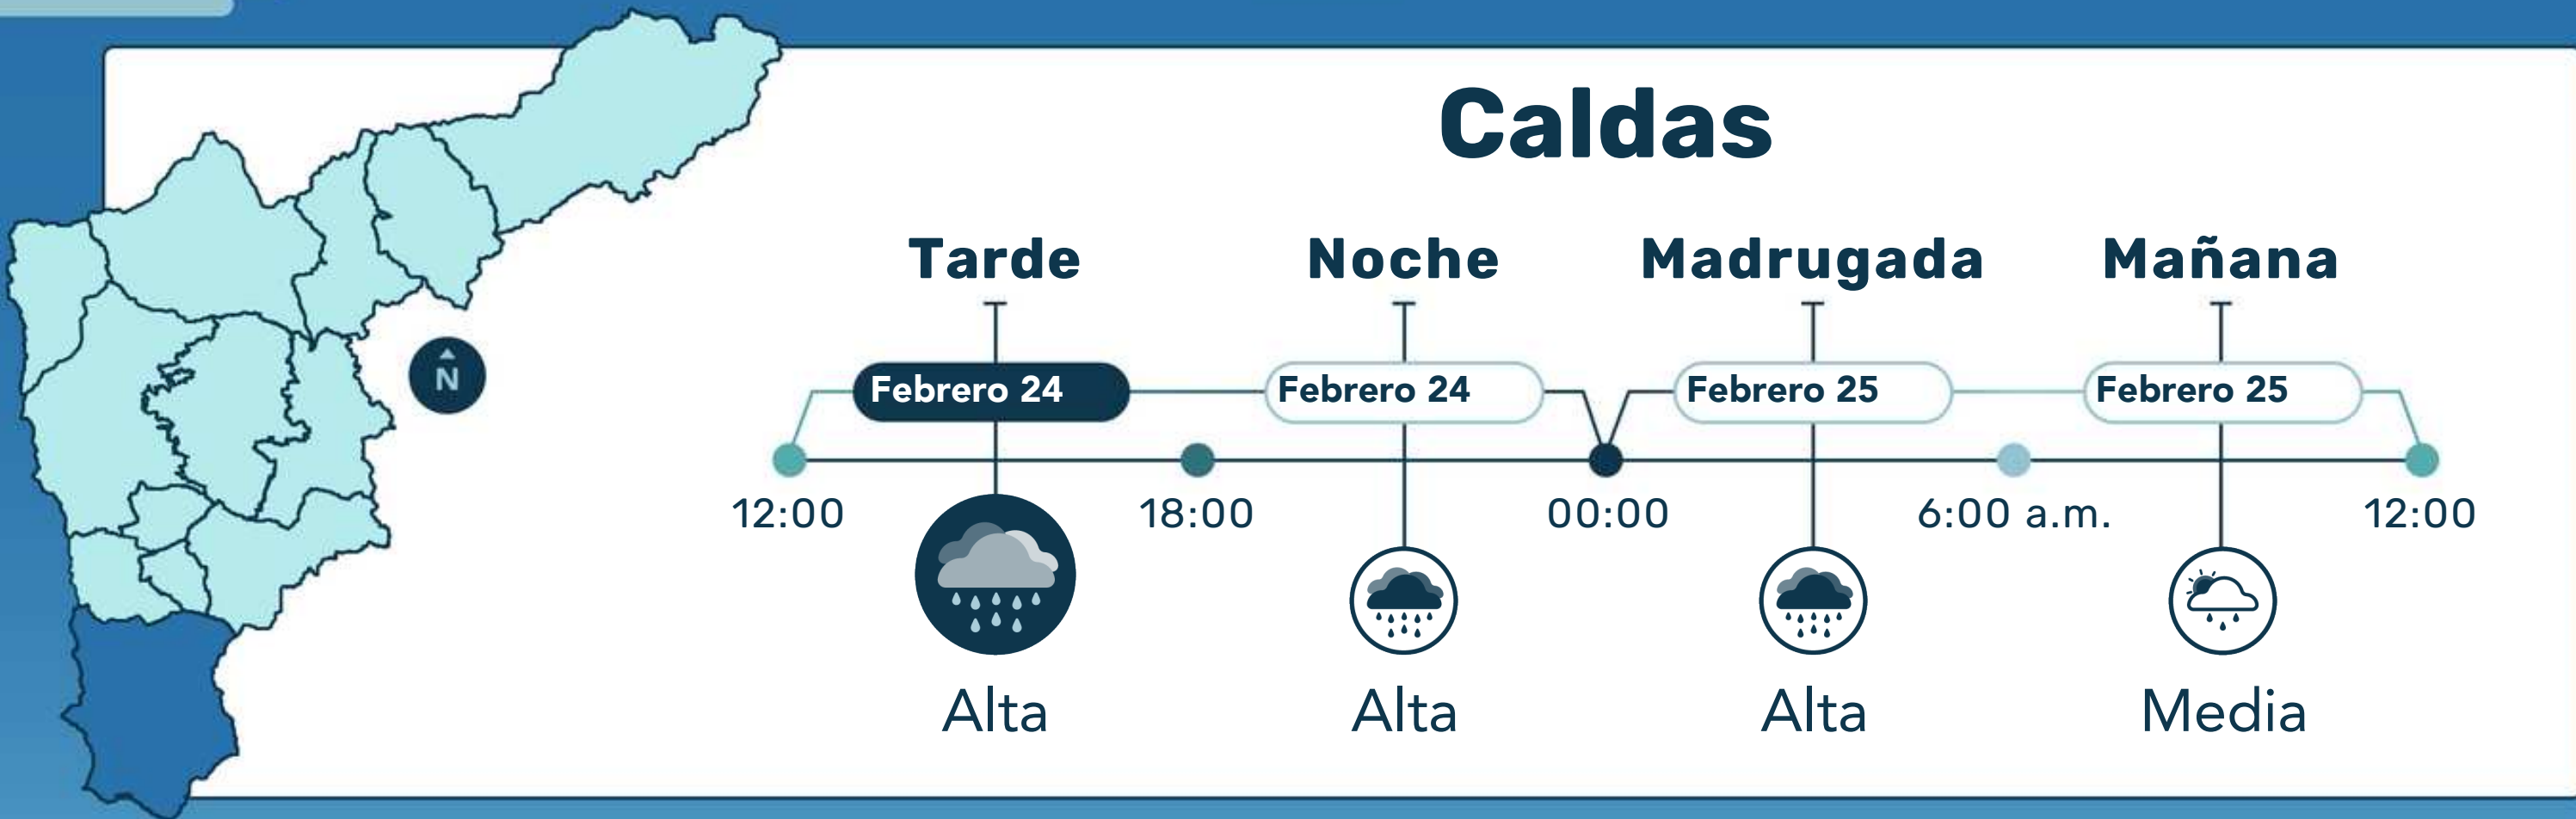 Caldas
Tarde Noche Madrugada Mañana
Febrero 24 Febrero 24 Febrero 25 Febrero 25
N
12:00 18:00 00:00 6:00 a.m. 12:00
Alta Alta Alta Media